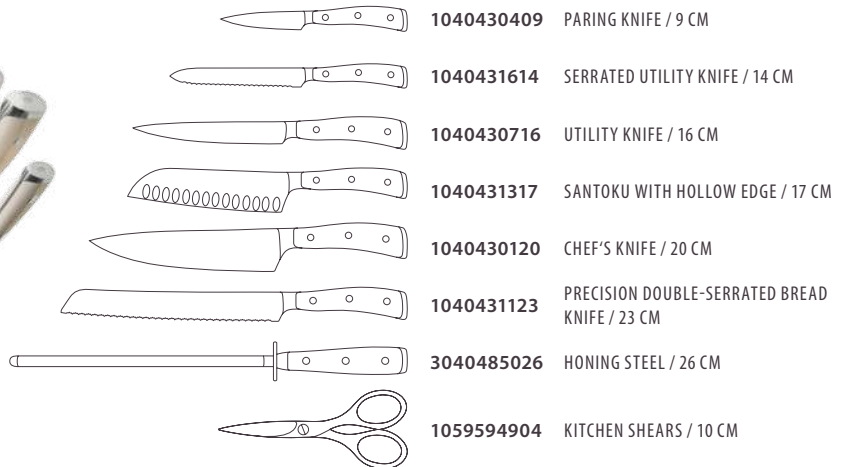 1040430409 PARING KNIFE / 9 CM
1040431614 SERRATED UTILITY KNIFE / 14 CM
1040430716 UTILITY KNIFE / 16 CM
1040431317 SANTOKU WITH HOLLOW EDGE / 17 CM
1040430120 CHEF'S KNIFE / 20 CM
1040431123 PRECISION DOUBLE-SERRATED BREAD
KNIFE / 23 CM
3040485026 HONING STEEL / 26 CM
1059594904 KITCHEN SHEARS / 10 CM